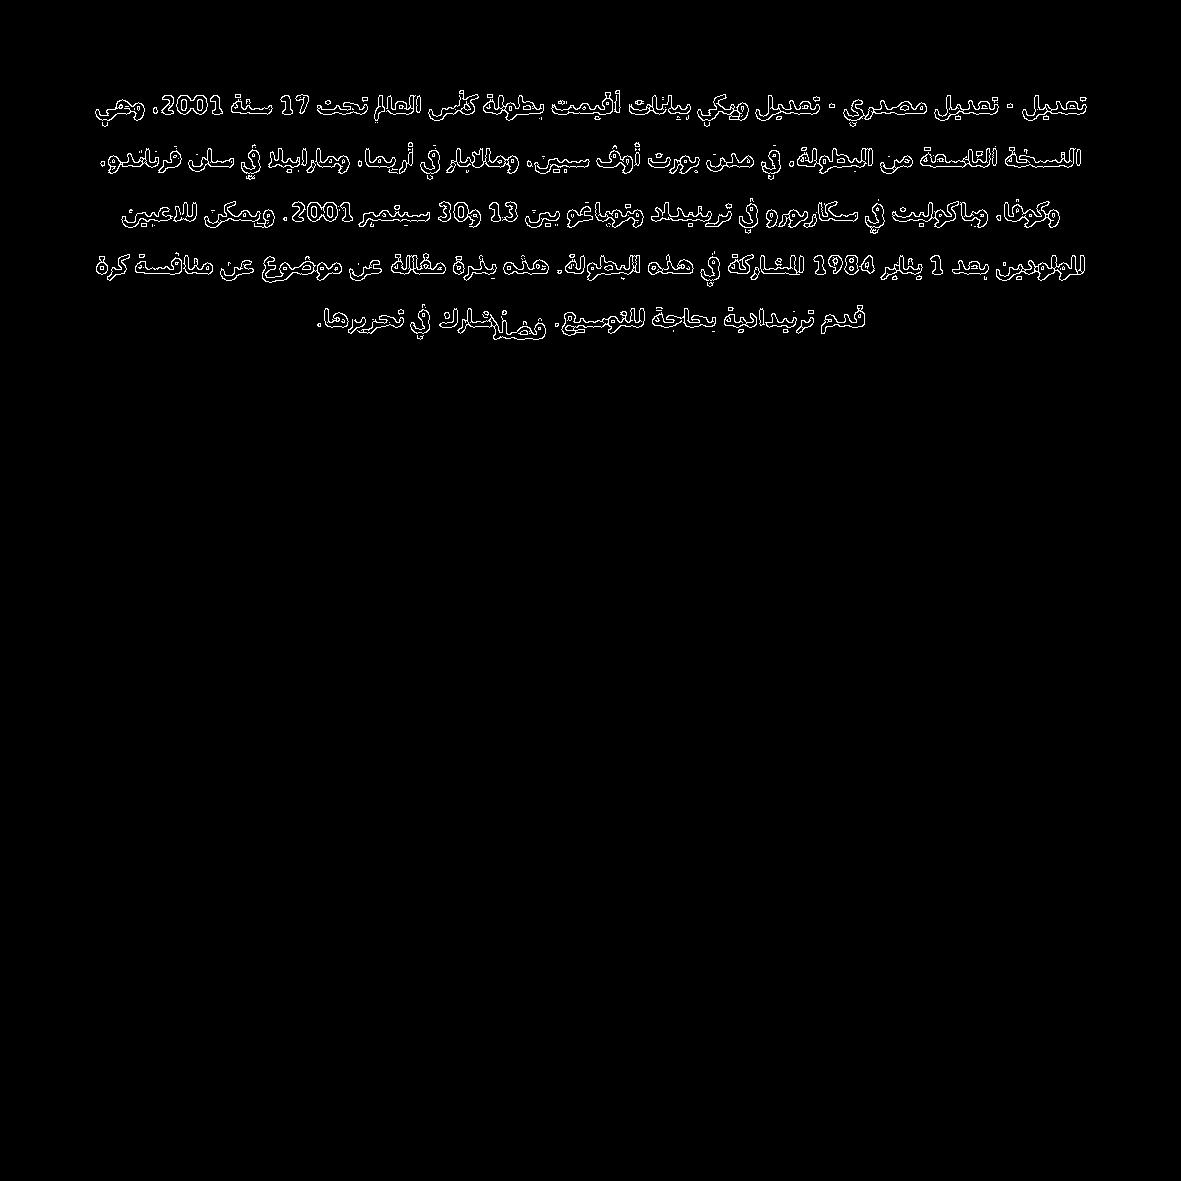 تعديل - تعديل مصدري - تعديل ويكي بيانات أقيمت بطولة كأس العالم تحت 17 سنة 2001، وهي
النسخة التاسعة من البطولة، في مدن بورت أوف سبين، ومالابار في أريما، ومارابيلا في سان فرناندو،
وكوفا، وباكوليت في سكاربورو في ترينيداد وتوباغو بين 13 و30 سبتمبر 2001. ويمكن للاعبين
المولودين بعد 1 يناير 1984 المشاركة في هذه البطولة. هذه بذرة مقالة عن موضوع عن منافسة كرة
قدم ترنيدادية بحاجة للتوسيع. فضلًا شارك في تحريرها.